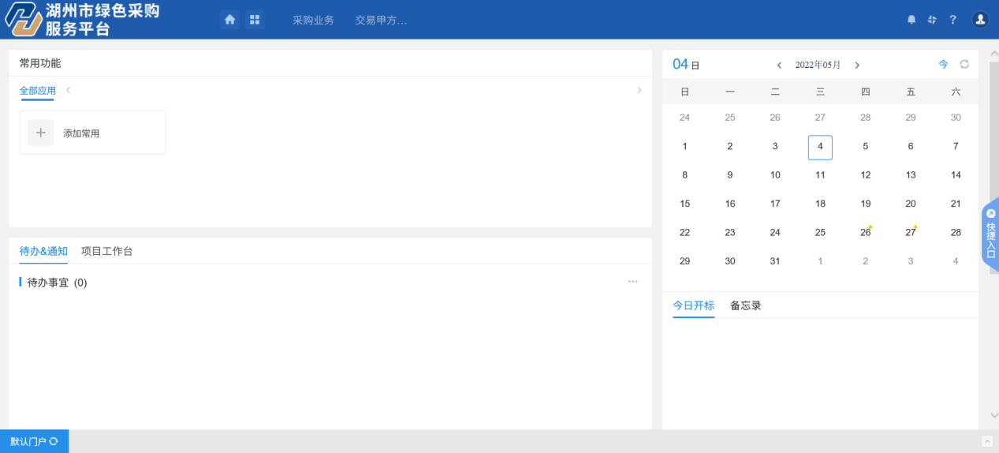 湖州市绿色采购
服务平台
采购业务 交易甲方...
常用功能
全部应用
添加常用
待办&通知 项目工作台
待办事宜 (0)
04 日 2022年05月 今
日 一 二 三 四 五 六
24 25 26 27 28 29 30
1 2 3 4 5 6 7
8 9 10 11 12 13 14
15 16 17 18 19 20 21
22 23 24 25 26 27 28
29 30 31 1 2 3 4
今日开标 备忘录
快捷入口
默认门户